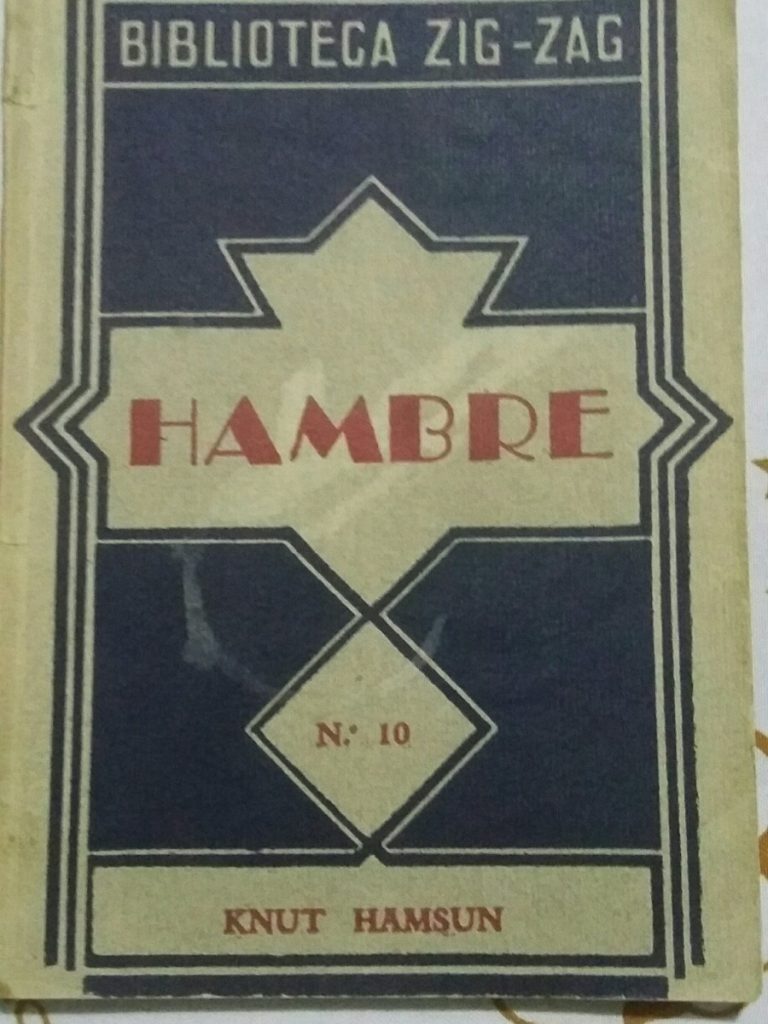 BIBLIOTECA ZIG-ZAG
HAMBRE
N.º 10
KNUT HAMSUN